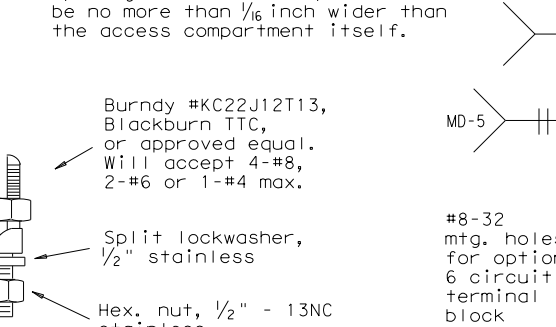 be no more than 1/16 inch wider than
the access compartment itself.
Burndy #KC22J12T13,
Blackburn TTC,
or approved equal.
Will accept 4-#8,
2-#6 or 1-#4 max.
MD-5
Split lockwasher,
1/2" stainless
Hex. nut, 1/2" - 13NC
#8-32
mtg. holes
for option
6 circuit
terminal
block